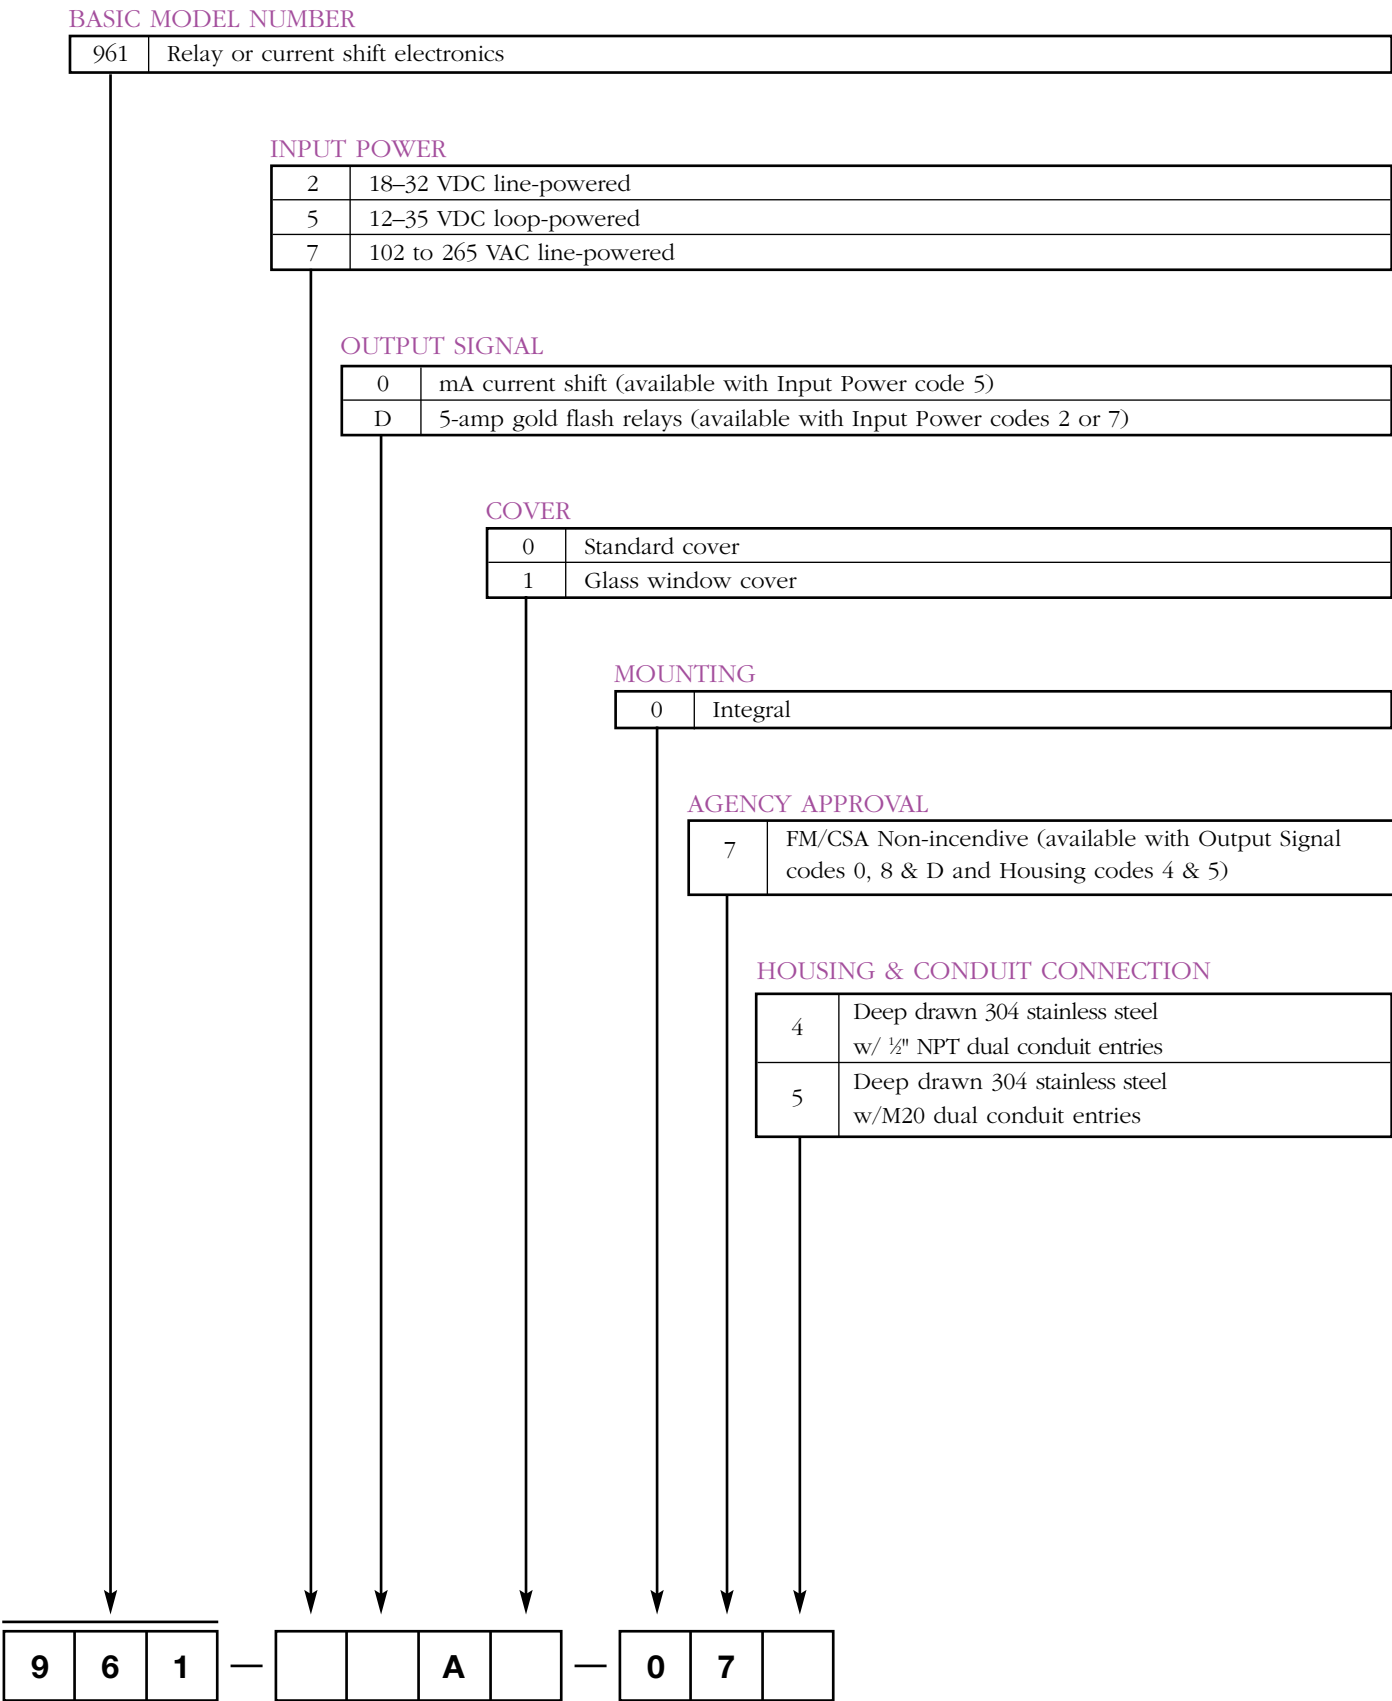 BASIC MODEL NUMBER
961 Relay or current shift electronics
INPUT POWER
2 18–32 VDC line-powered
5 12–35 VDC loop-powered
7 102 to 265 VAC line-powered
OUTPUT SIGNAL
0 mA current shift (available with Input Power code 5)
D 5-amp gold flash relays (available with Input Power codes 2 or 7)
COVER
0 Standard cover
1 Glass window cover
MOUNTING
0 Integral
AGENCY APPROVAL
7 FM/CSA Non-incendive (available with Output Signal
codes 0, 8 & D and Housing codes 4 & 5)
HOUSING & CONDUIT CONNECTION
4 Deep drawn 304 stainless steel
w/ ½" NPT dual conduit entries
5 Deep drawn 304 stainless steel
w/M20 dual conduit entries
9 6 1 — A — 0 7